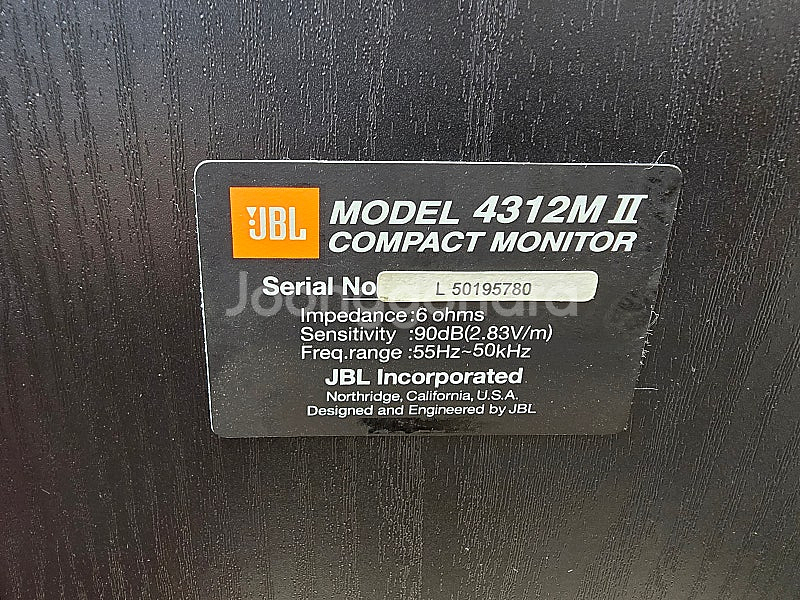 JBL
MODEL 4312M II
COMPACT MONITOR
Serial No. L 50195780
Joonggonara
Impedance:6 ohms
Sensitivity :90dB(2.83V/m)
Freq.range :55Hz~50kHz
JBL Incorporated
Northridge, California, U.S.A.
Designed and Engineered by JBL